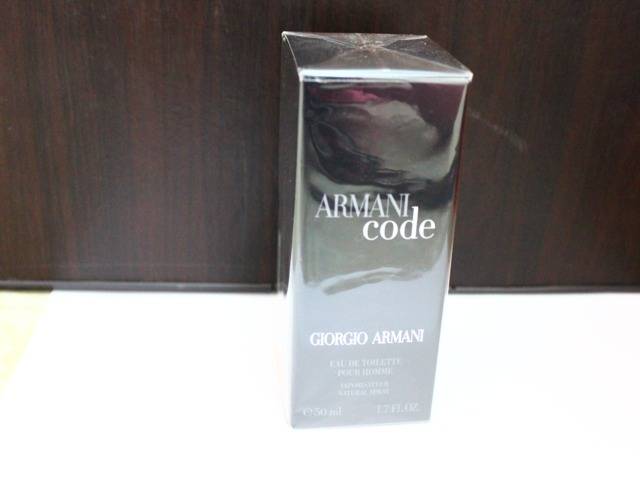 ARMANI
code
GIORGIO ARMANI
EAU DE TOILETTE
POUR HOMME
VAPORISATEUR
NATURAL SPRAY
℮ 50 ml 1.7 FL.OZ.